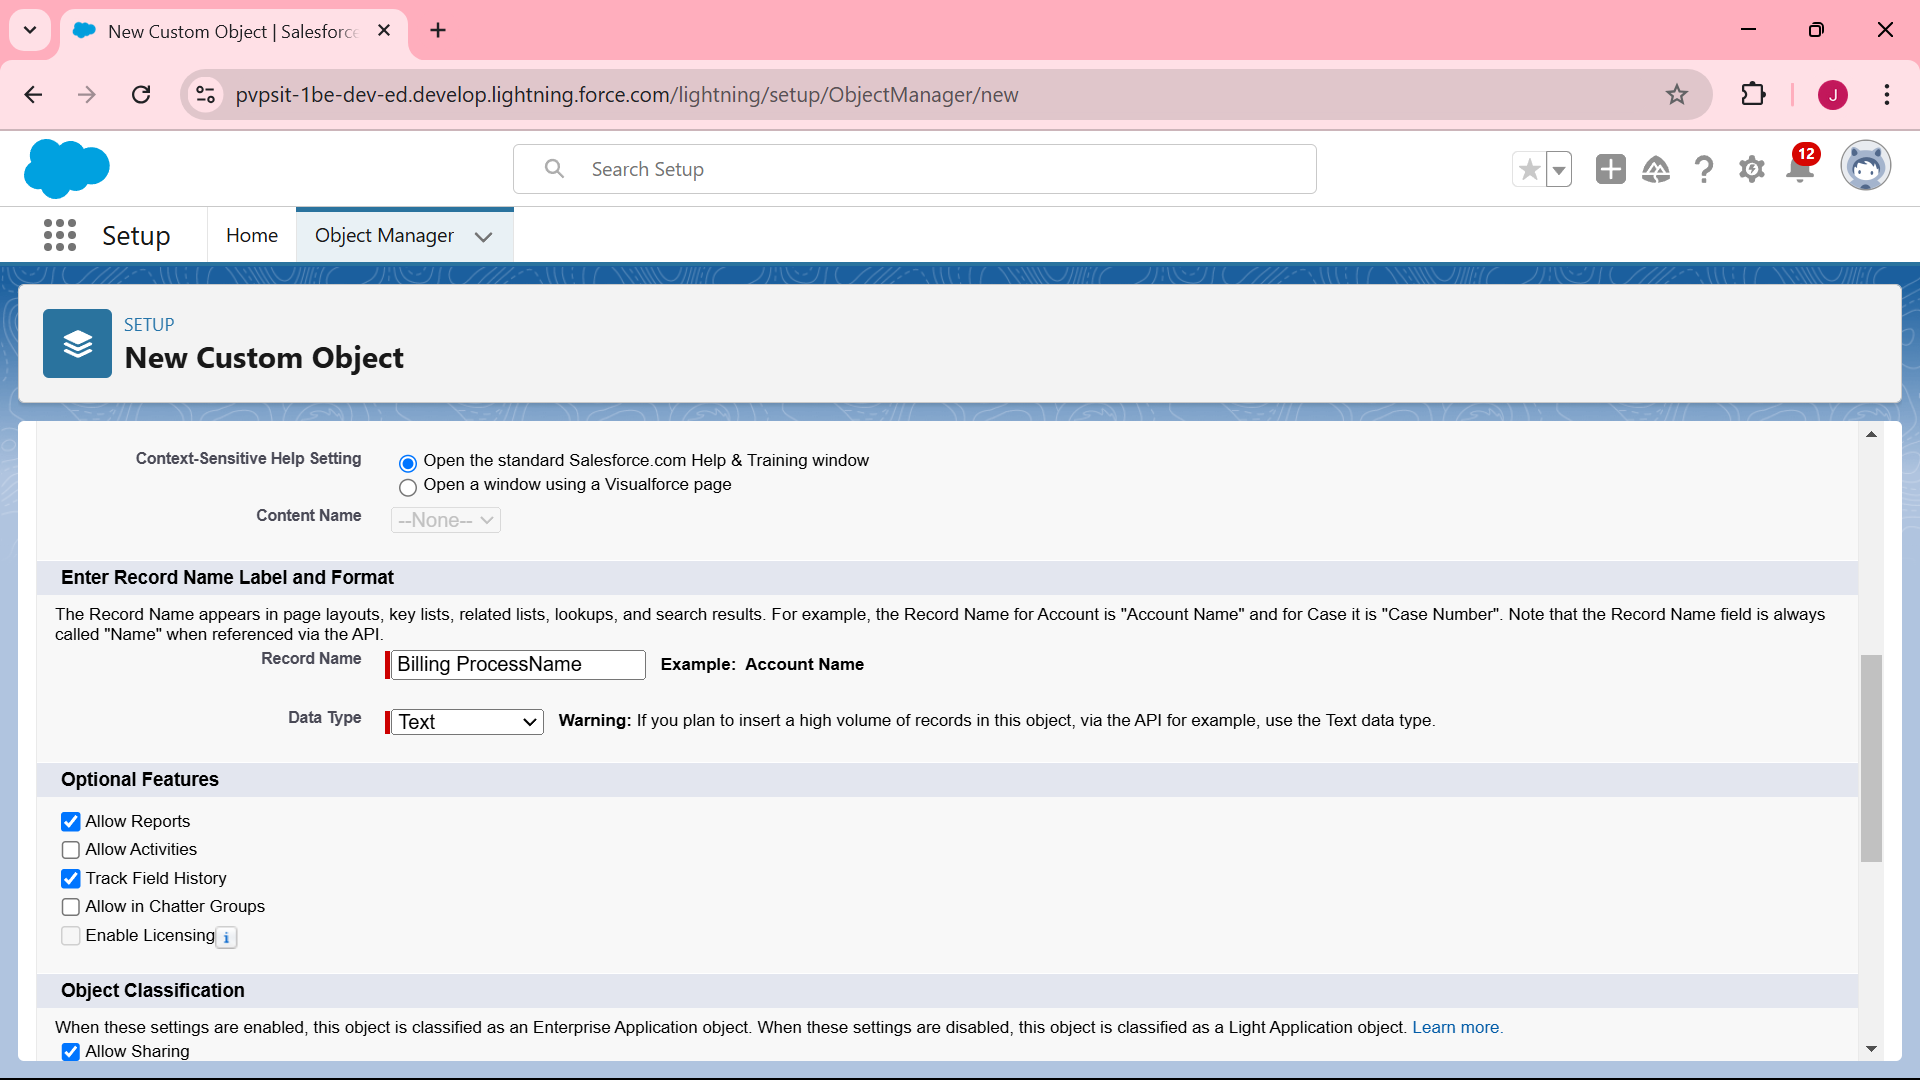 New Custom Object | Salesforce
pvpsit-1be-dev-ed.develop.lightning.force.com/lightning/setup/ObjectManager/new
J
Search Setup
12
Setup
Home
Object Manager
SETUP
New Custom Object
Context-Sensitive Help Setting
Open the standard Salesforce.com Help & Training window
Open a window using a Visualforce page
Content Name
--None--
Enter Record Name Label and Format
The Record Name appears in page layouts, key lists, related lists, lookups, and search results. For example, the Record Name for Account is "Account Name" and for Case it is "Case Number". Note that the Record Name field is always
called "Name" when referenced via the API.
Record Name
Billing ProcessName
Example: Account Name
Data Type
Text
Warning: If you plan to insert a high volume of records in this object, via the API for example, use the Text data type.
Optional Features
Allow Reports
Allow Activities
Track Field History
Allow in Chatter Groups
Enable Licensing
i
Object Classification
When these settings are enabled, this object is classified as an Enterprise Application object. When these settings are disabled, this object is classified as a Light Application object. Learn more.
Allow Sharing